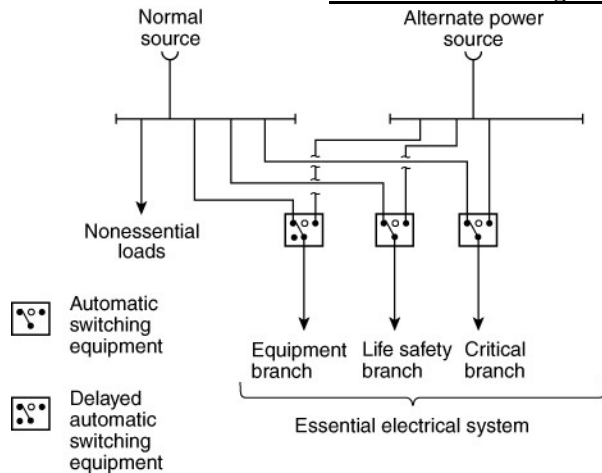 Normal
source
Alternate power
source
Nonessential
loads
Automatic
switching
equipment
Delayed
automatic
switching
equipment
Equipment
branch
Life safety
branch
Critical
branch
Essential electrical system